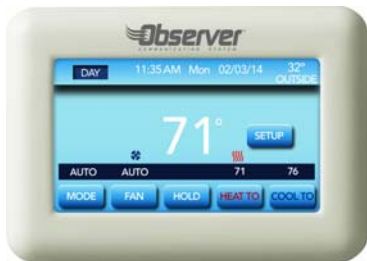 Observer
COMMUNICATING SYSTEM
DAY 11:35 AM Mon 02/03/14 32°
OUTSIDE
71°
SETUP
AUTO AUTO 71 76
MODE FAN HOLD HEAT TO COOL TO